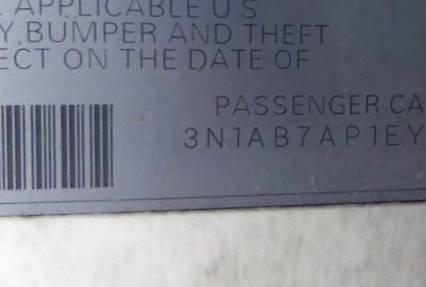 APPLICABLE U S
Y, BUMPER AND THEFT
ECT ON THE DATE OF
PASSENGER CA
3N1AB7AP1EY